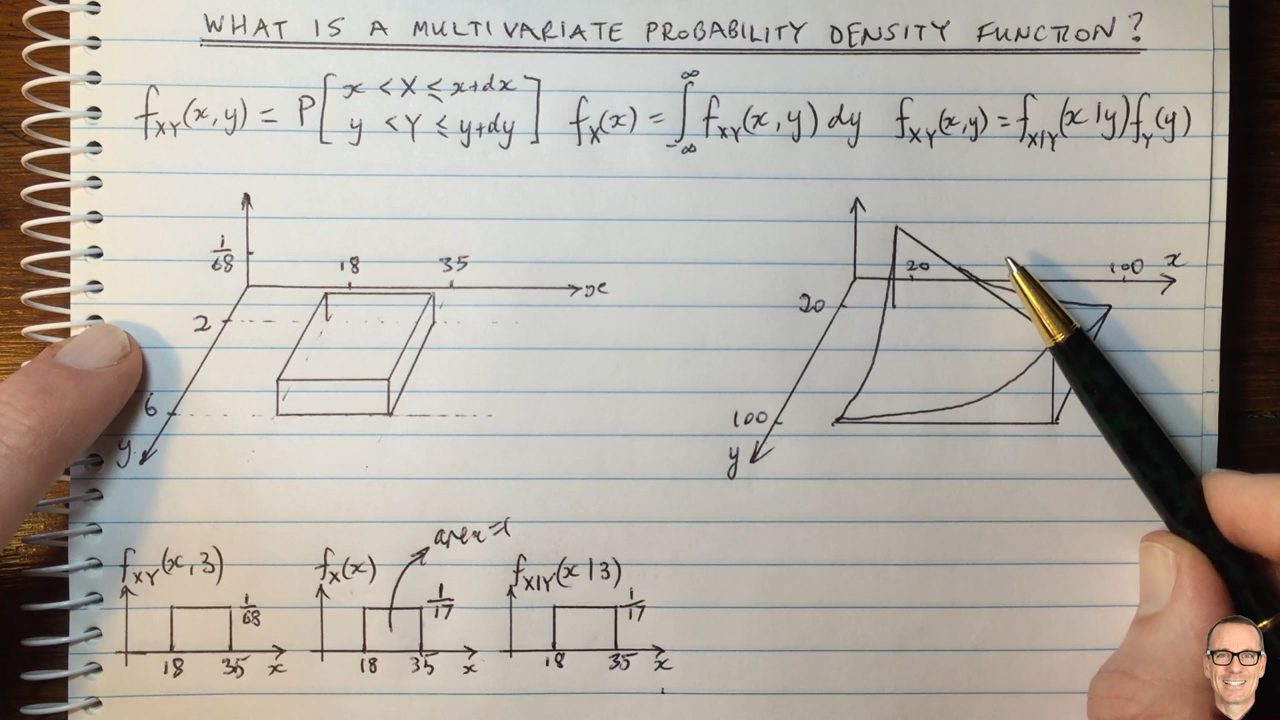 WHAT IS A MULTIVARIATE PROBABILITY DENSITY FUNCTION?
f_XY(x,y) = P[x < X ≤ x+dx
y < Y ≤ y+dy] f_X(x) = ∫_{-∞}^{∞} f_XY(x,y) dy f_XY(x,y) = f_X|Y(x|y) f_Y(y)
1/68 18 35 x
2
6
y
20 100 x
20
100
y
area=1
f_XY(x,3) f_X(x) f_X|Y(x|3)
1/68 1/17 1/17
18 35 x 18 35 x 18 35 x